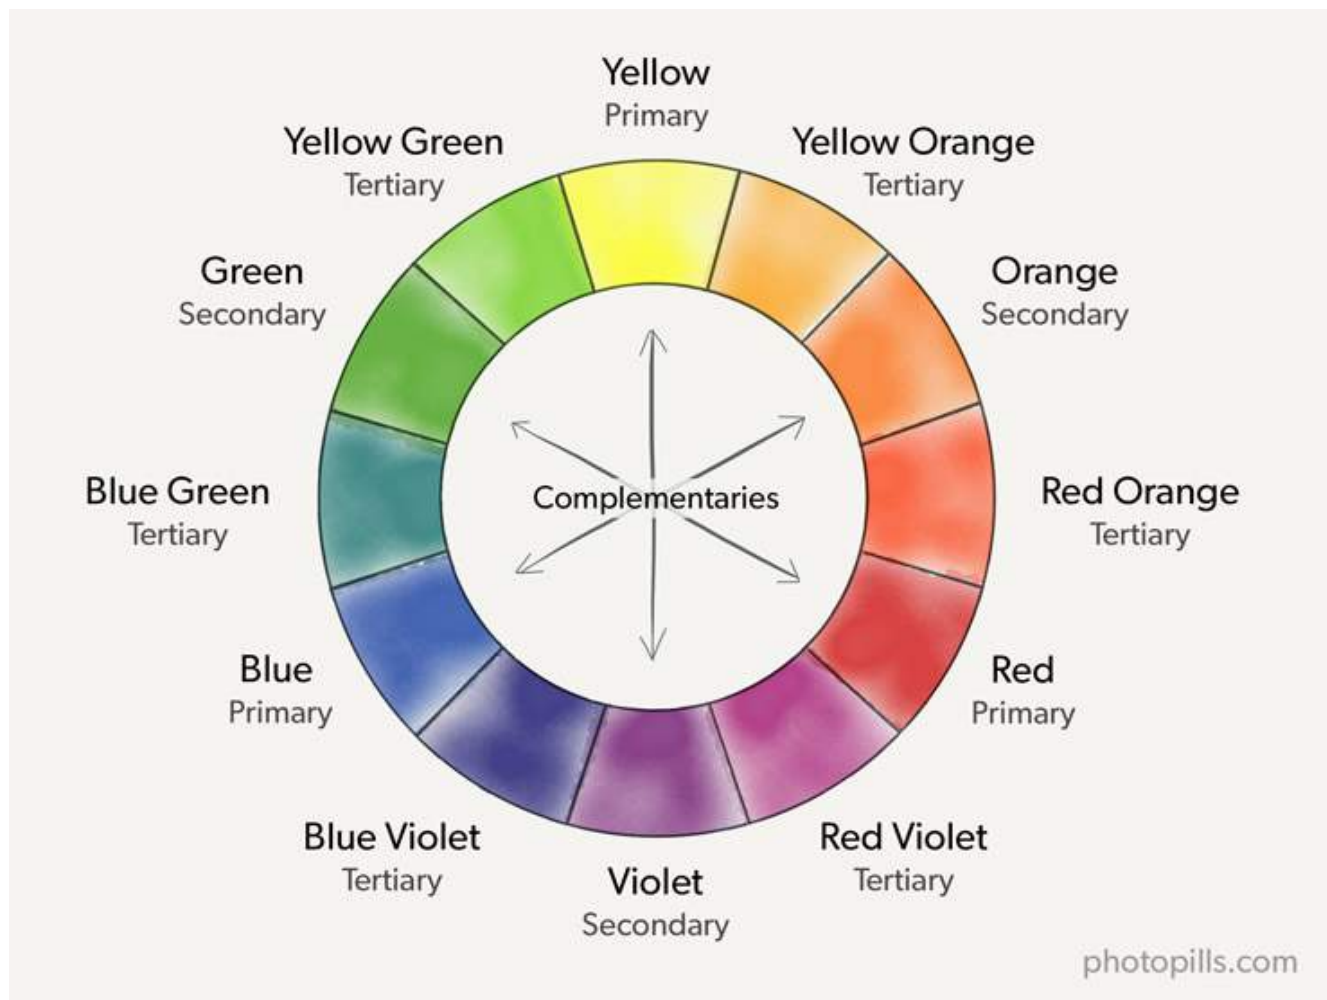 Yellow
Primary
Yellow Green
Tertiary
Yellow Orange
Tertiary
Green
Secondary
Orange
Secondary
Blue Green
Tertiary
Complementaries
Red Orange
Tertiary
Blue
Primary
Red
Primary
Blue Violet
Tertiary
Red Violet
Tertiary
Violet
Secondary
photopills.com